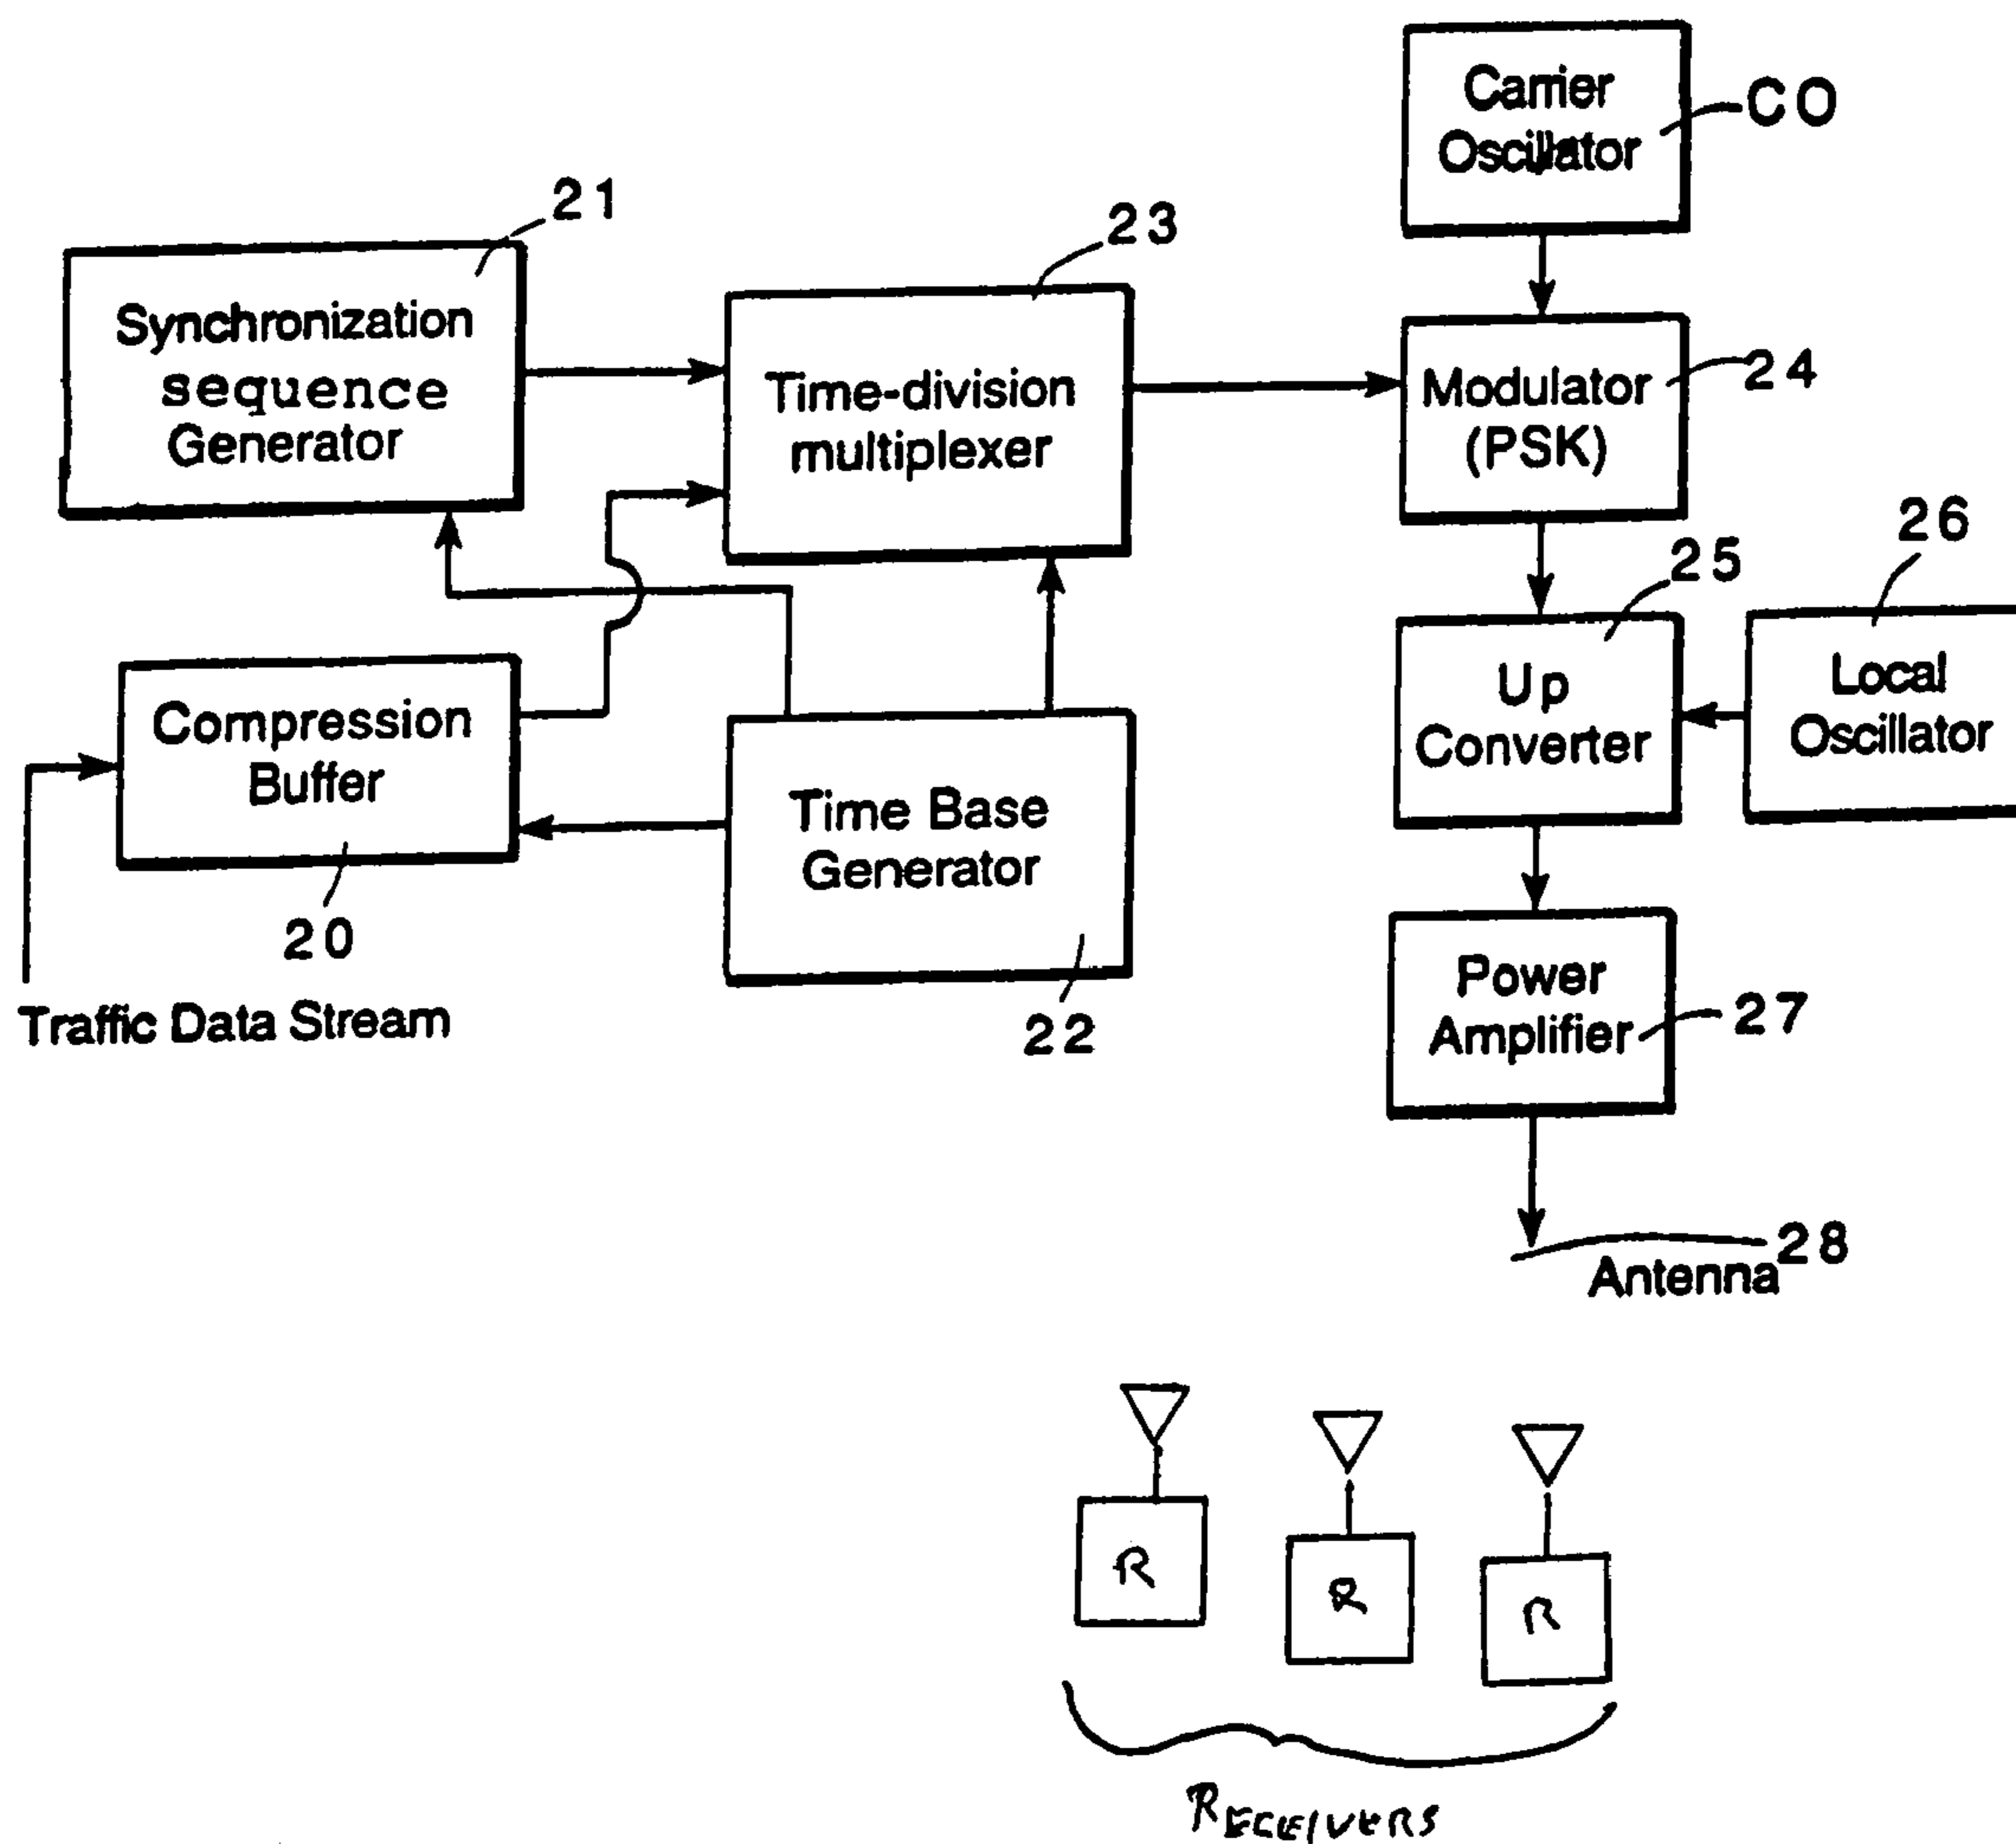 Carrier
Oscillator
CO
21
Synchronization
sequence
Generator
23
Time-division
multiplexer
Modulator
(PSK)
24
Compression
Buffer
20
Traffic Data Stream
Time Base
Generator
22
25
Up
Converter
26
Local
Oscillator
Power
Amplifier
27
28
Antenna
R
R
R
RECEIVERS